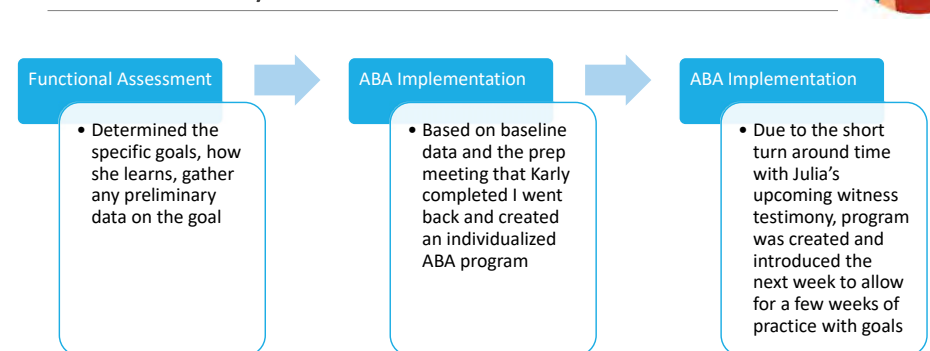 Functional Assessment
• Determined the
specific goals, how
she learns, gather
any preliminary
data on the goal
ABA Implementation
• Based on baseline
data and the prep
meeting that Karly
completed I went
back and created
an individualized
ABA program
ABA Implementation
• Due to the short
turn around time
with Julia’s
upcoming witness
testimony, program
was created and
introduced the
next week to allow
for a few weeks of
practice with goals